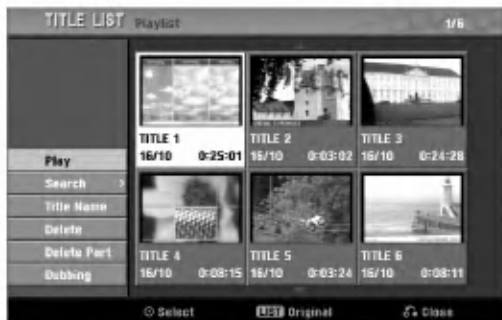 TITLE LIST Playlist 1/6
TITLE 1
16/10 0:25:01
TITLE 2
16/10 0:03:02
TITLE 3
16/10 0:24:28
Play
Search >
Title Name
Delete
Delete Part
Dubbing
TITLE 4
16/10 0:08:15
TITLE 5
16/10 0:03:24
TITLE 6
16/10 0:08:11
Select
LIST Original
Close